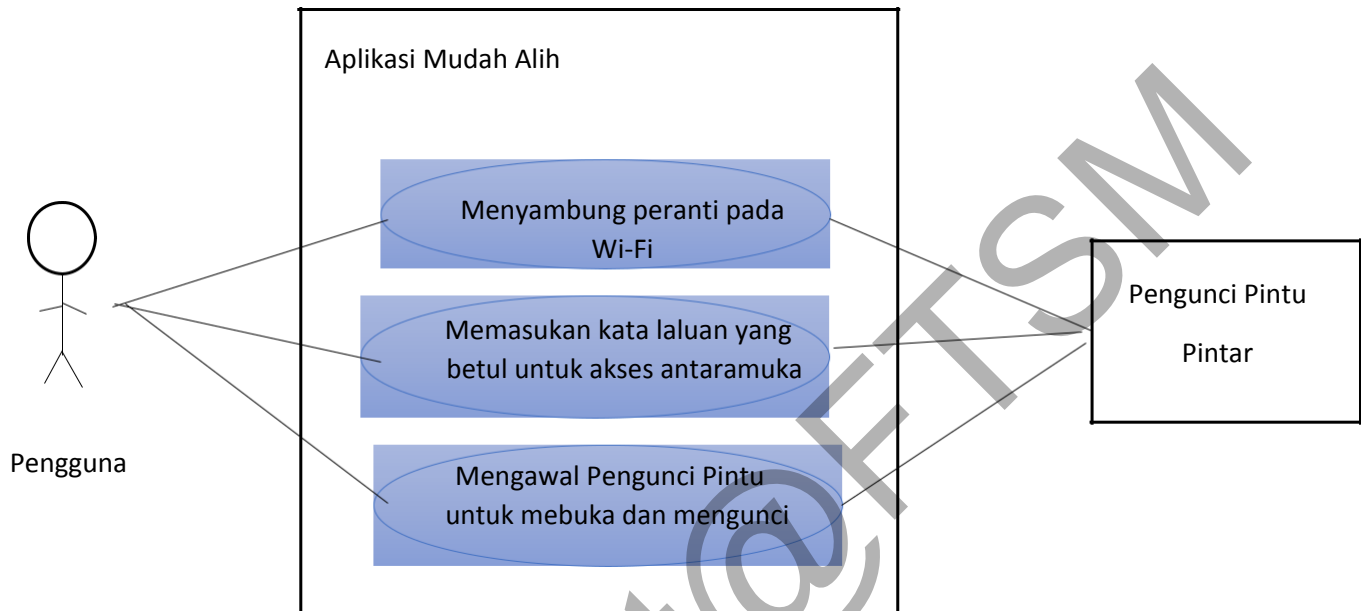 Aplikasi Mudah Alih
Menyambung peranti pada
Wi-Fi
Memasukan kata laluan yang
betul untuk akses antaramuka
Mengawal Pengunci Pintu
untuk mebuka dan mengunci
Pengguna
Pengunci Pintu
Pintar
@FTSM